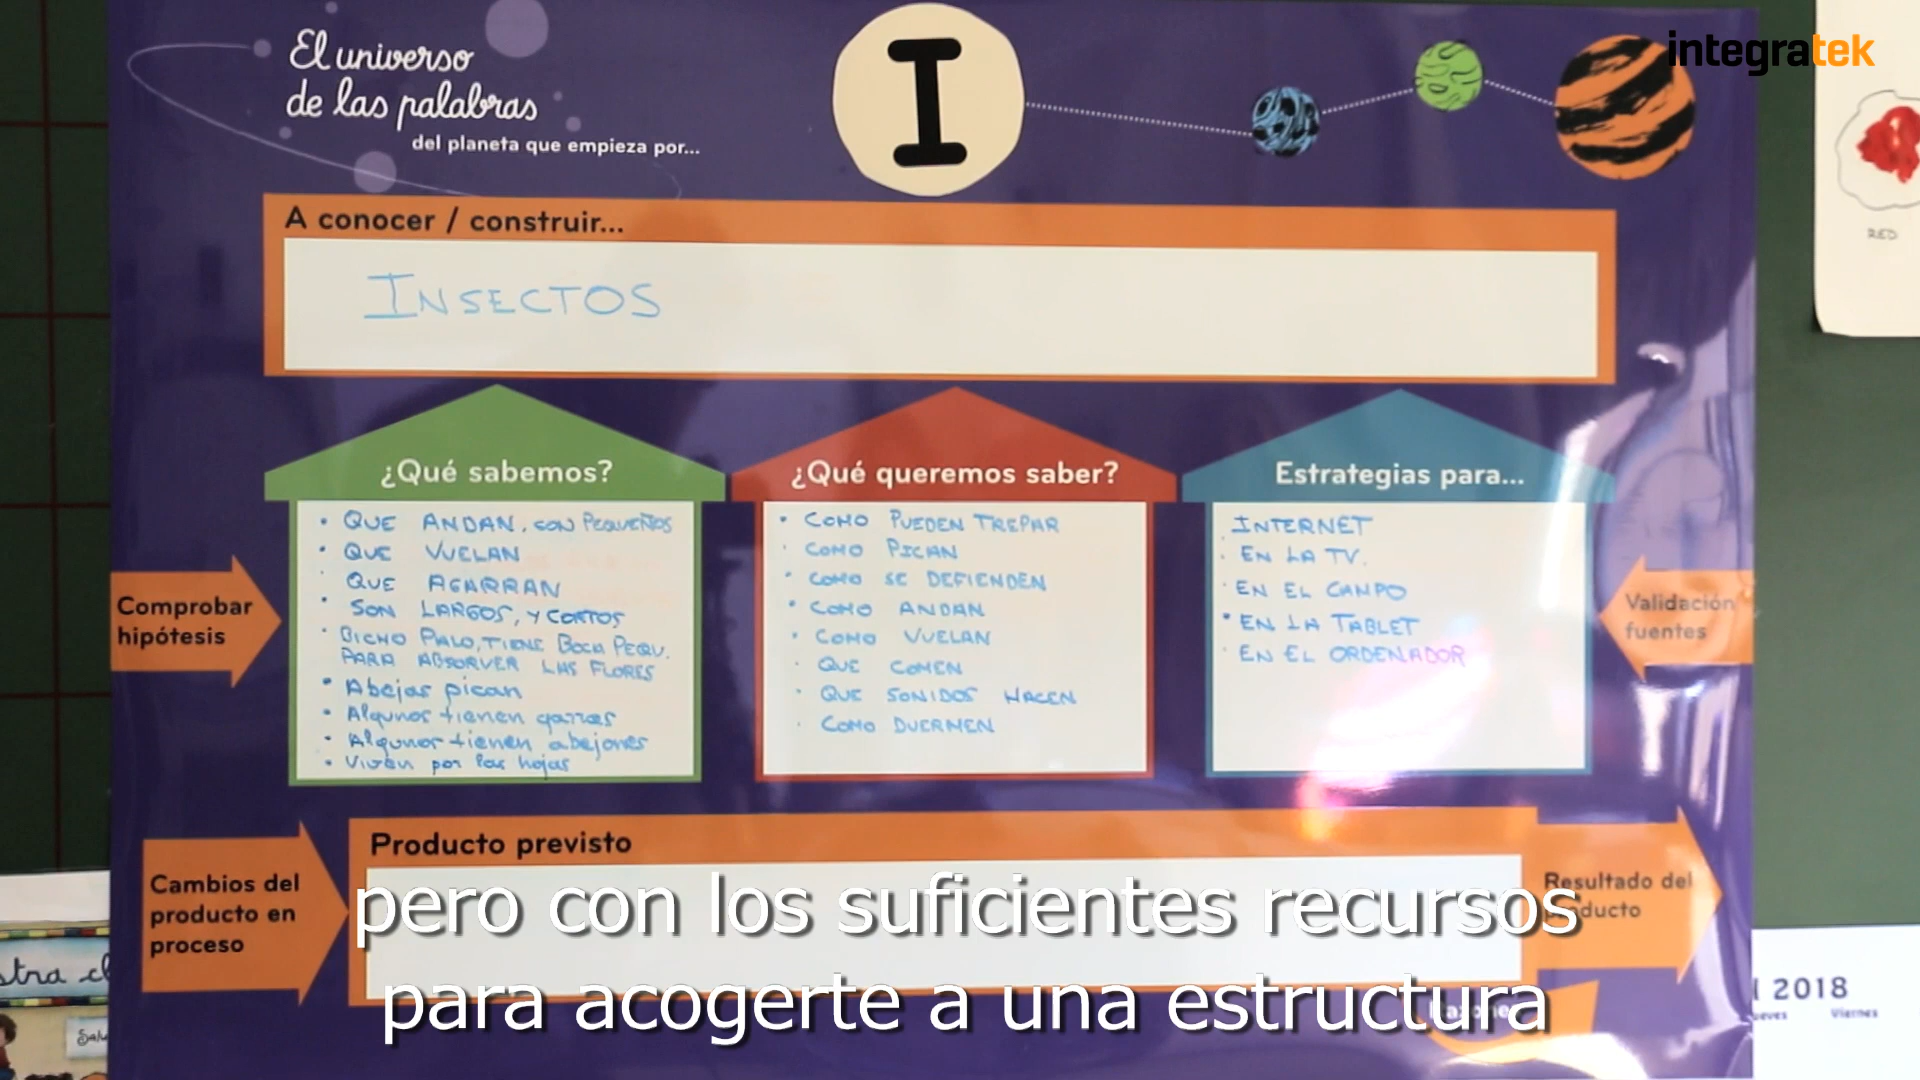 El universo
de las palabras
del planeta que empieza por...
I
integratek
RED
A conocer / construir...
INSECTOS
¿Qué sabemos?
• QUE ANDAN, SON PEQUEÑOS
• QUE VUELAN
• QUE AGARRAN
• SON LARGOS, Y CORTOS
• BICHO PALO, TIENE BOCA PEQU.
PARA ABSORVER LAS FLORES
• Abejas pican
• Algunos tienen garras
• Algunos tienen abejones
• Viven por las hojas
¿Qué queremos saber?
• COMO PUEDEN TREPAR
• COMO PICAN
• COMO SE DEFIENDEN
• COMO ANDAN
• COMO VUELAN
• QUE COMEN
• QUE SONIDOS HACEN
• COMO DUERMEN
Estrategias para...
. INTERNET
. EN LA TV.
. EN EL CAMPO
• EN LA TABLET
. EN EL ORDENADOR
Comprobar
hipótesis
Validación
fuentes
Producto previsto
Cambios del
producto en
proceso
Resultado del
producto
pero con los suficientes recursos
para acogerte a una estructura
2018
Viernes